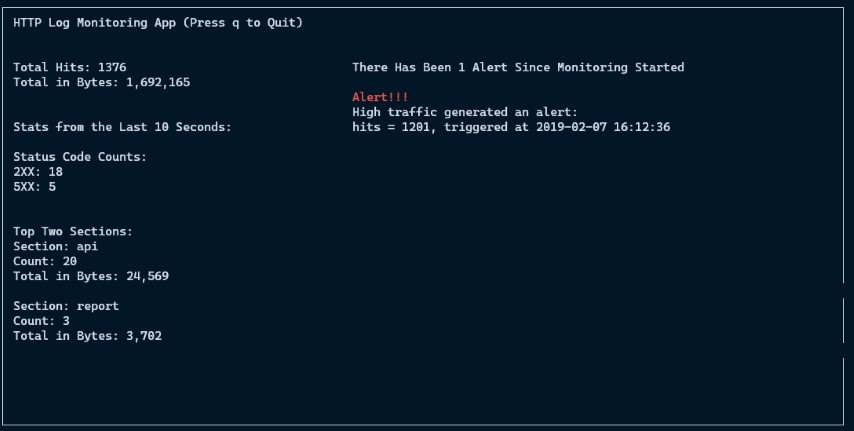 HTTP Log Monitoring App (Press q to Quit)
Total Hits: 1376
Total in Bytes: 1,692,165
Stats from the Last 10 Seconds:
Status Code Counts:
2XX: 18
5XX: 5
Top Two Sections:
Section: api
Count: 20
Total in Bytes: 24,569
Section: report
Count: 3
Total in Bytes: 3,702
There Has Been 1 Alert Since Monitoring Started
Alert!!!
High traffic generated an alert:
hits = 1201, triggered at 2019-02-07 16:12:36